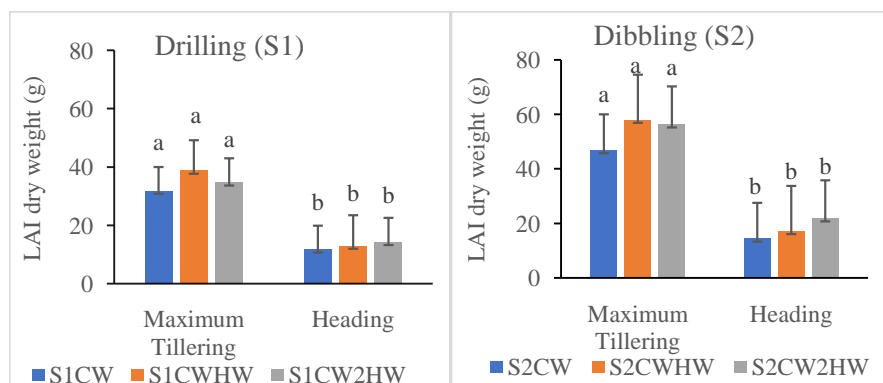 Drilling (S1)
LAI dry weight (g)
80
60
40
20
0
a a a
b b b
Maximum Tillering
Heading
S1CW S1CWHW S1CW2HW
Dibbling (S2)
LAI dry weight (g)
80
60
40
20
0
a a a
b b b
Maximum Tillering
Heading
S2CW S2CWHW S2CW2HW